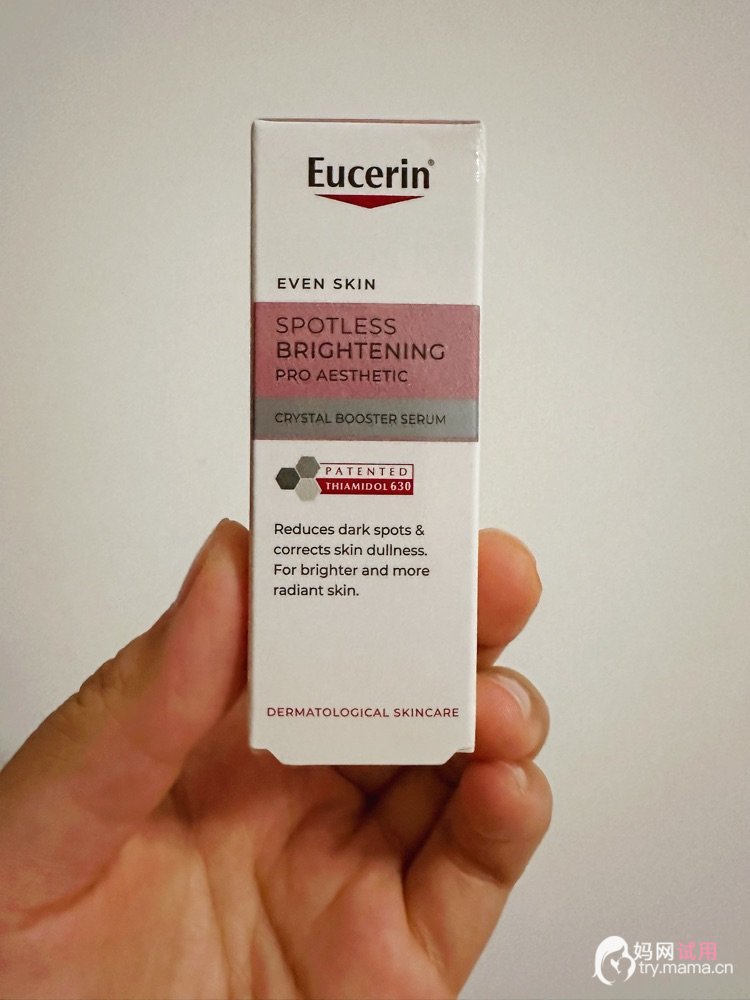 Eucerin®
EVEN SKIN
SPOTLESS
BRIGHTENING
PRO AESTHETIC
CRYSTAL BOOSTER SERUM
PATENTED
THIAMIDOL 630
Reduces dark spots &
corrects skin dullness.
For brighter and more
radiant skin.
DERMATOLOGICAL SKINCARE
妈网试用
try.mama.cn